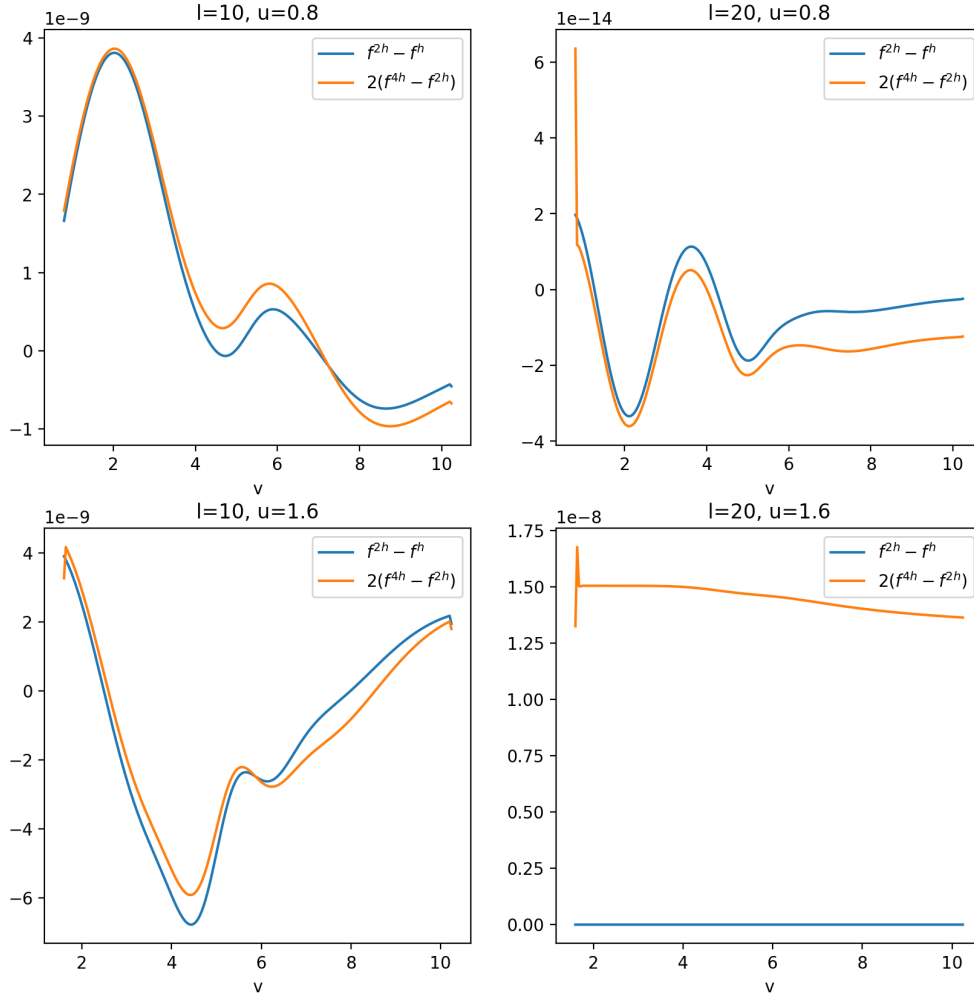 l=10, u=0.8
1e−9
4
3
2
1
0
−1
2 4 6 8 10
v
f^{2h} − f^{h}
2(f^{4h} − f^{2h})
l=20, u=0.8
1e−14
6
4
2
0
−2
−4
2 4 6 8 10
v
f^{2h} − f^{h}
2(f^{4h} − f^{2h})
l=10, u=1.6
1e−9
4
2
0
−2
−4
−6
2 4 6 8 10
v
f^{2h} − f^{h}
2(f^{4h} − f^{2h})
l=20, u=1.6
1e−8
1.75
1.50
1.25
1.00
0.75
0.50
0.25
0.00
2 4 6 8 10
v
f^{2h} − f^{h}
2(f^{4h} − f^{2h})